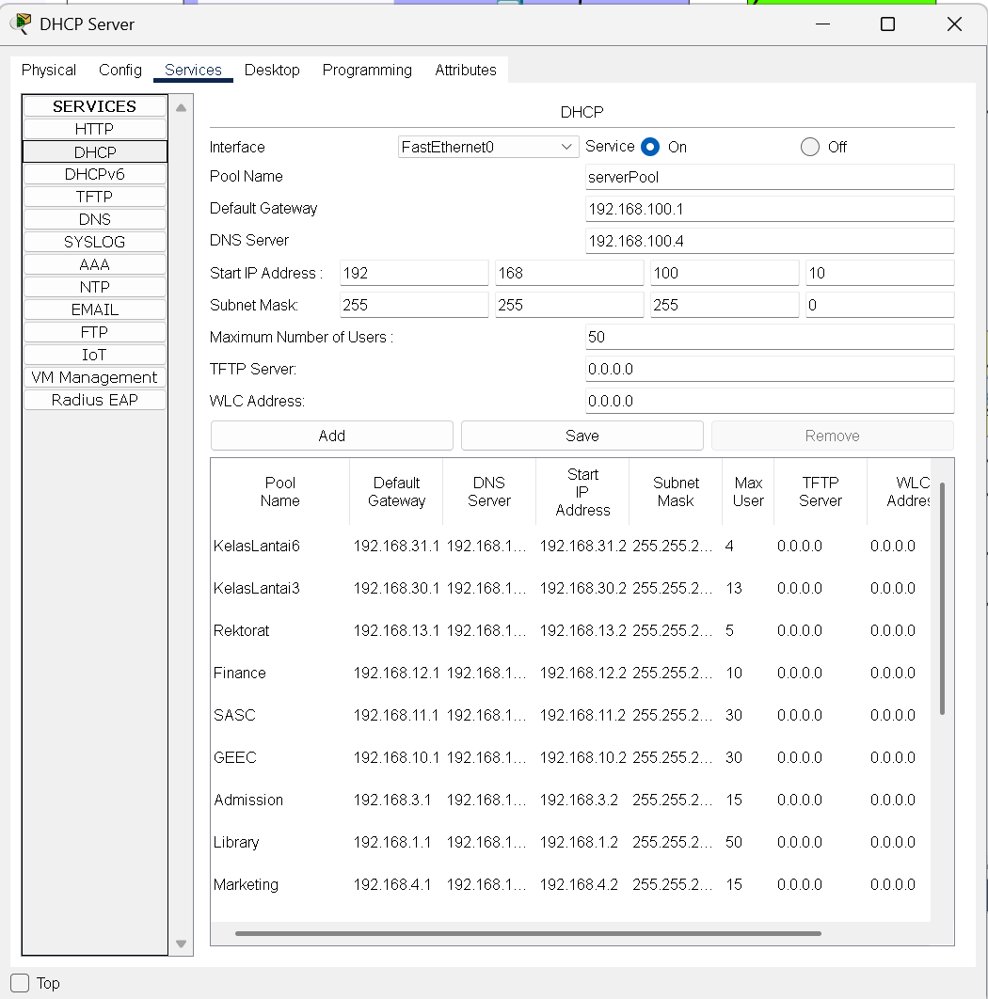 DHCP Server
Physical Config Services Desktop Programming Attributes
SERVICES
HTTP
DHCP
DHCPv6
TFTP
DNS
SYSLOG
AAA
NTP
EMAIL
FTP
IoT
VM Management
Radius EAP
DHCP
Interface FastEthernet0 Service On Off
Pool Name serverPool
Default Gateway 192.168.100.1
DNS Server 192.168.100.4
Start IP Address : 192 168 100 10
Subnet Mask: 255 255 255 0
Maximum Number of Users : 50
TFTP Server: 0.0.0.0
WLC Address: 0.0.0.0
Add Save Remove
Pool Name Default Gateway DNS Server Start IP Address Subnet Mask Max User TFTP Server WLC Addres
KelasLantai6 192.168.31.1 192.168.1... 192.168.31.2 255.255.2... 4 0.0.0.0 0.0.0.0
KelasLantai3 192.168.30.1 192.168.1... 192.168.30.2 255.255.2... 13 0.0.0.0 0.0.0.0
Rektorat 192.168.13.1 192.168.1... 192.168.13.2 255.255.2... 5 0.0.0.0 0.0.0.0
Finance 192.168.12.1 192.168.1... 192.168.12.2 255.255.2... 10 0.0.0.0 0.0.0.0
SASC 192.168.11.1 192.168.1... 192.168.11.2 255.255.2... 30 0.0.0.0 0.0.0.0
GEEC 192.168.10.1 192.168.1... 192.168.10.2 255.255.2... 30 0.0.0.0 0.0.0.0
Admission 192.168.3.1 192.168.1... 192.168.3.2 255.255.2... 15 0.0.0.0 0.0.0.0
Library 192.168.1.1 192.168.1... 192.168.1.2 255.255.2... 50 0.0.0.0 0.0.0.0
Marketing 192.168.4.1 192.168.1... 192.168.4.2 255.255.2... 15 0.0.0.0 0.0.0.0
Top